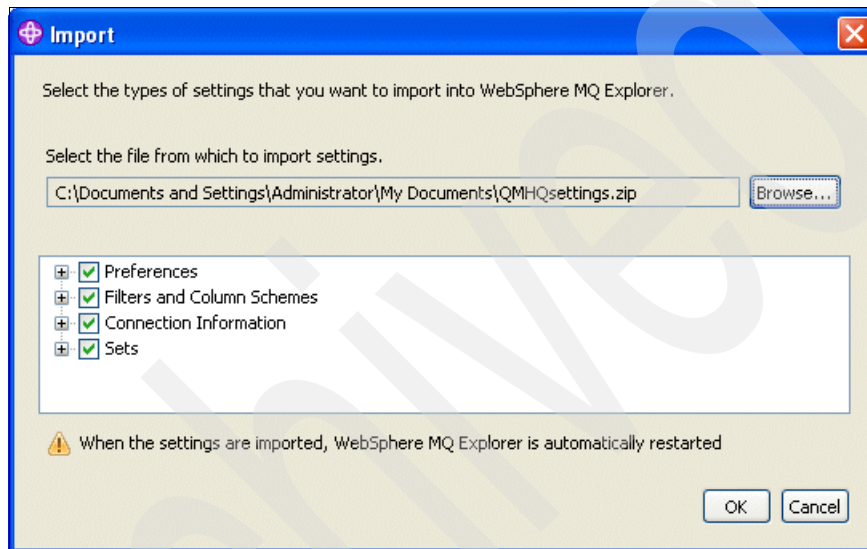 Import
Select the types of settings that you want to import into WebSphere MQ Explorer.
Select the file from which to import settings.
C:\Documents and Settings\Administrator\My Documents\QMHQsettings.zip
Browse...
Preferences
Filters and Column Schemes
Connection Information
Sets
When the settings are imported, WebSphere MQ Explorer is automatically restarted
OK
Cancel